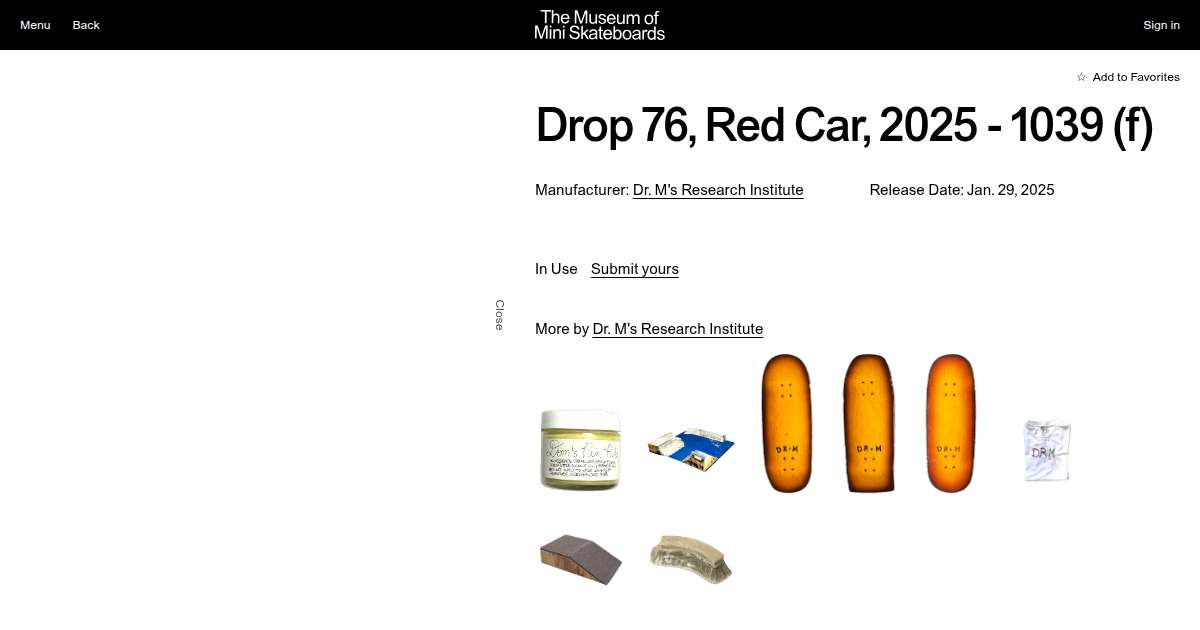 Menu
Back
The Museum of
Mini Skateboards
Sign in
☆ Add to Favorites
Drop 76, Red Car, 2025 - 1039 (f)
Manufacturer: Dr. M's Research Institute
Release Date: Jan. 29, 2025
In Use Submit yours
Close
More by Dr. M's Research Institute
DR•M
DR•M
DR•M
DR.M